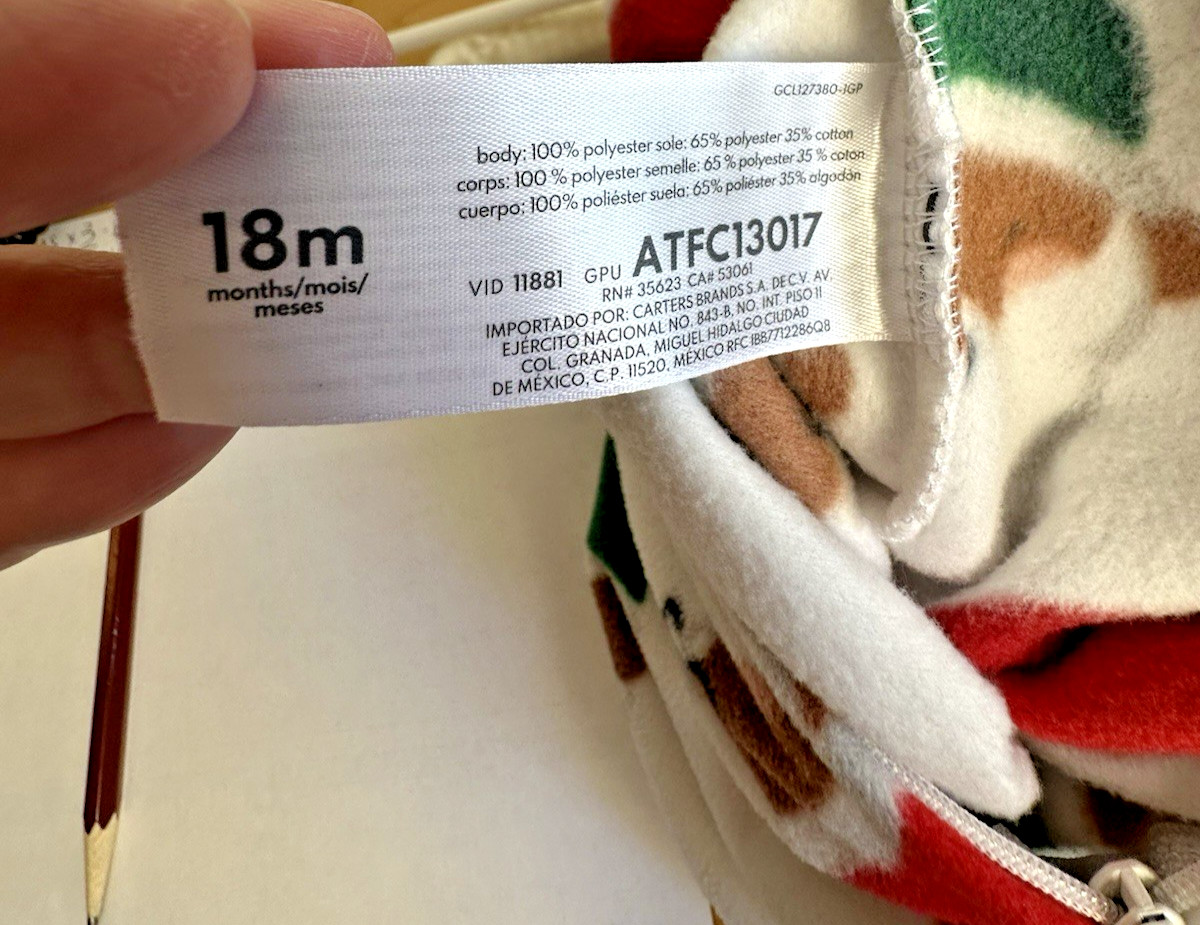 GCL127380-JGP
body: 100% polyester sole: 65% polyester 35% cotton
corps: 100 % polyester semelle: 65 % polyester 35 % coton
cuerpo: 100% poliéster suela: 65% poliéster 35% algodón
18m
months/mois/
meses
VID 11881 GPU ATFC13017
RN# 35623 CA# 53061
IMPORTADO POR: CARTERS BRANDS S.A. DE C.V. AV.
EJÉRCITO NACIONAL NO. 843-B, NO. INT. PISO 11
COL. GRANADA, MIGUEL HIDALGO CIUDAD
DE MÉXICO, C.P. 11520. MÉXICO RFC IBB7712286Q8